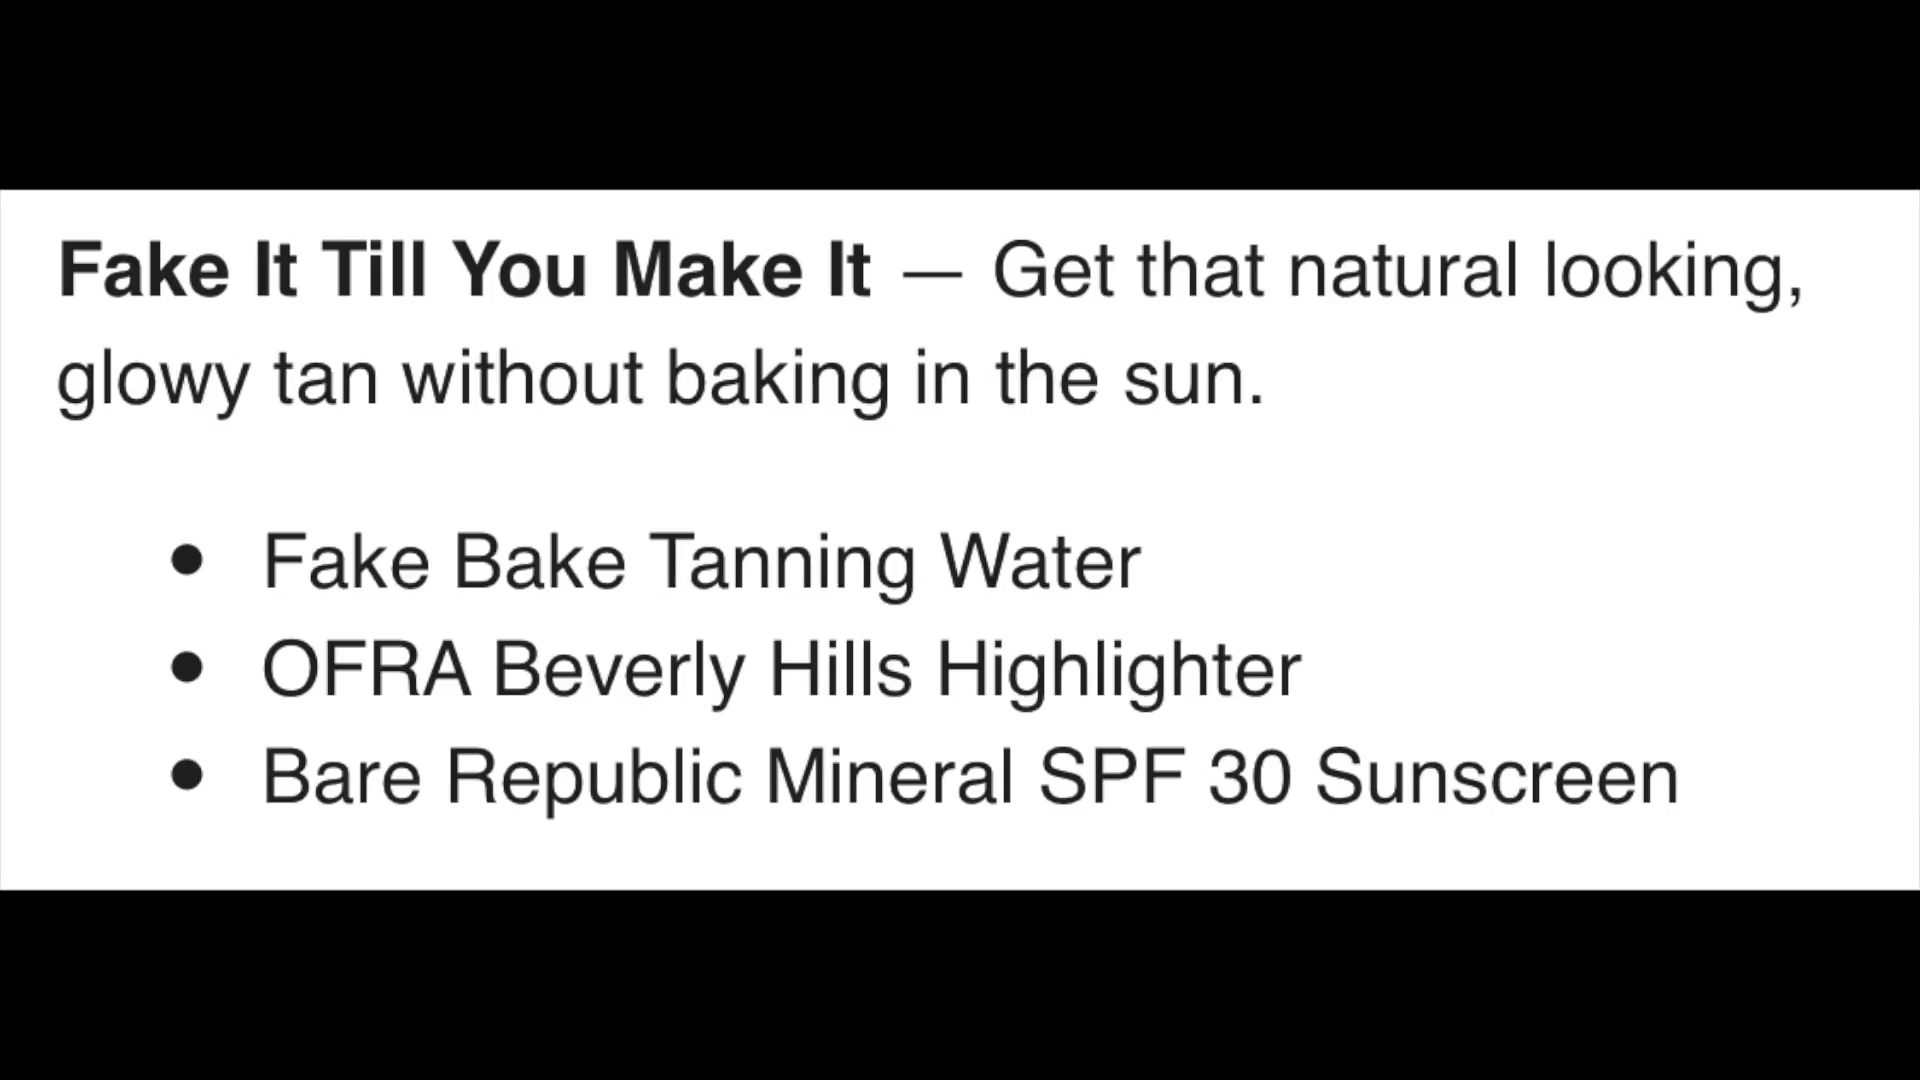 Fake It Till You Make It — Get that natural looking,
glowy tan without baking in the sun.
• Fake Bake Tanning Water
• OFRA Beverly Hills Highlighter
• Bare Republic Mineral SPF 30 Sunscreen